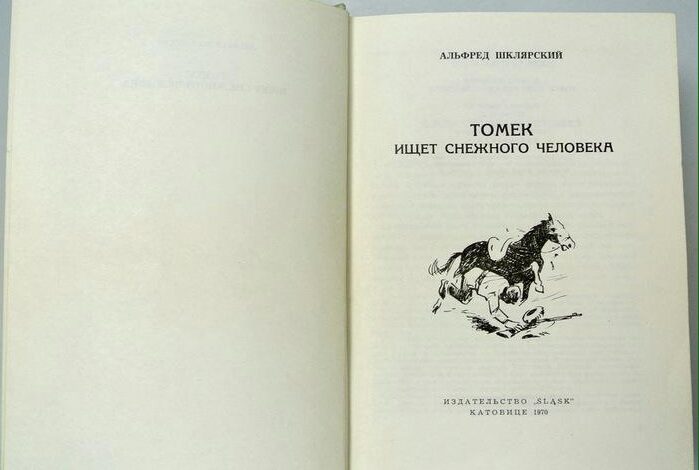 АЛЬФРЕД ШКЛЯРСКИЙ
ТОМЕК
ИЩЕТ СНЕЖНОГО ЧЕЛОВЕКА
ИЗДАТЕЛЬСТВО „ŚLĄSK"
КАТОВИЦЕ 1970